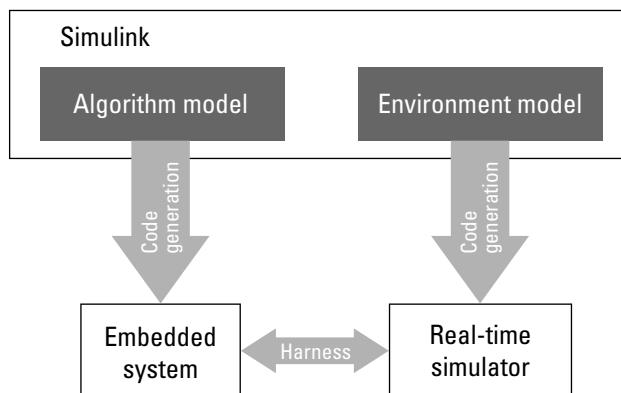 Simulink
Algorithm model
Environment model
Code
generation
Code
generation
Embedded
system
Harness
Real-time
simulator